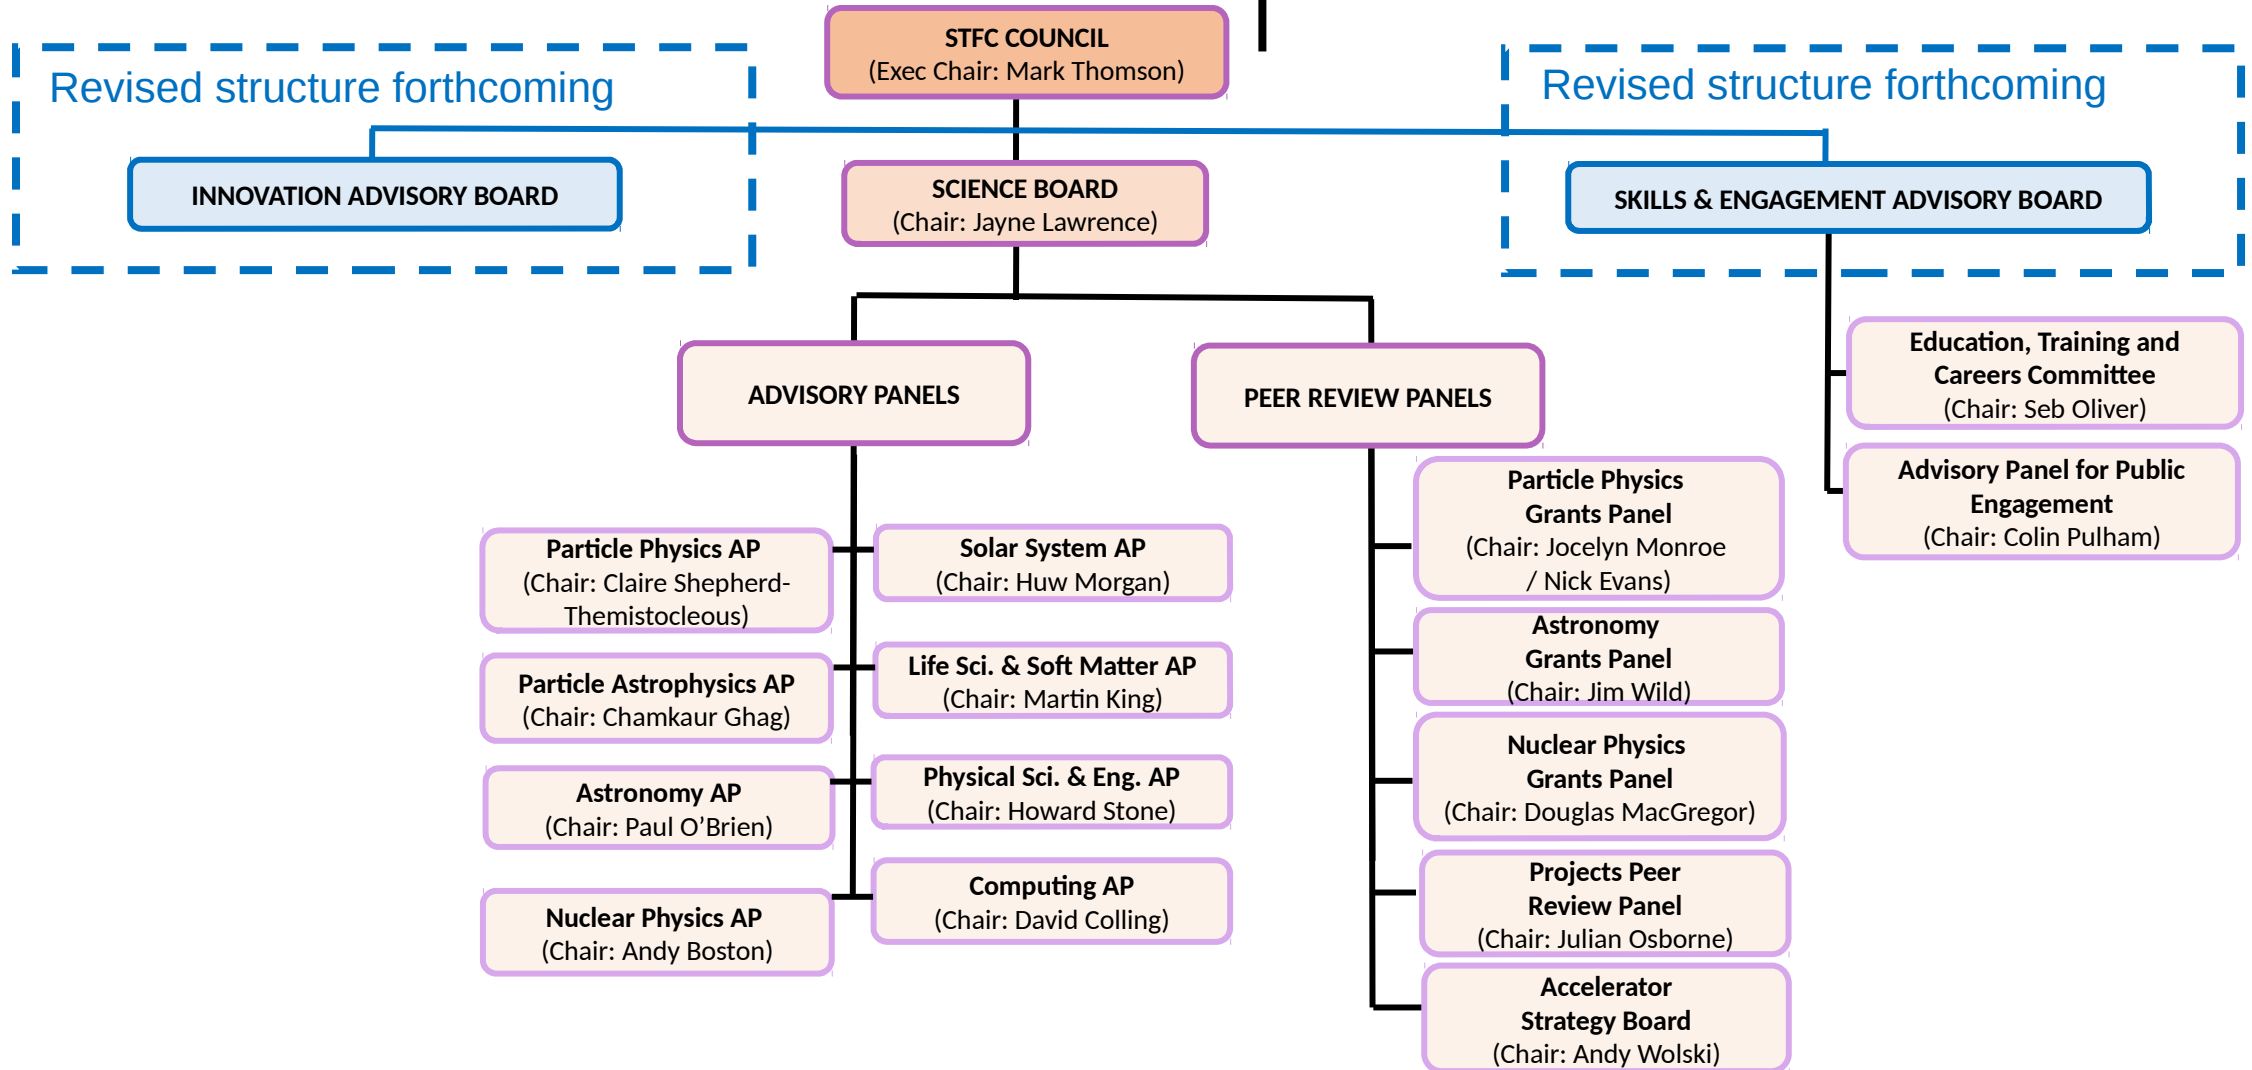 STFC COUNCIL
(Exec Chair: Mark Thomson)
Revised structure forthcoming
Revised structure forthcoming
INNOVATION ADVISORY BOARD
SCIENCE BOARD
(Chair: Jayne Lawrence)
SKILLS & ENGAGEMENT ADVISORY BOARD
ADVISORY PANELS
PEER REVIEW PANELS
Education, Training and
Careers Committee
(Chair: Seb Oliver)
Advisory Panel for Public
Engagement
(Chair: Colin Pulham)
Particle Physics AP
(Chair: Claire Shepherd-
Themistocleous)
Particle Astrophysics AP
(Chair: Chamkaur Ghag)
Astronomy AP
(Chair: Paul O’Brien)
Nuclear Physics AP
(Chair: Andy Boston)
Solar System AP
(Chair: Huw Morgan)
Life Sci. & Soft Matter AP
(Chair: Martin King)
Physical Sci. & Eng. AP
(Chair: Howard Stone)
Computing AP
(Chair: David Colling)
Particle Physics
Grants Panel
(Chair: Jocelyn Monroe
/ Nick Evans)
Astronomy
Grants Panel
(Chair: Jim Wild)
Nuclear Physics
Grants Panel
(Chair: Douglas MacGregor)
Projects Peer
Review Panel
(Chair: Julian Osborne)
Accelerator
Strategy Board
(Chair: Andy Wolski)